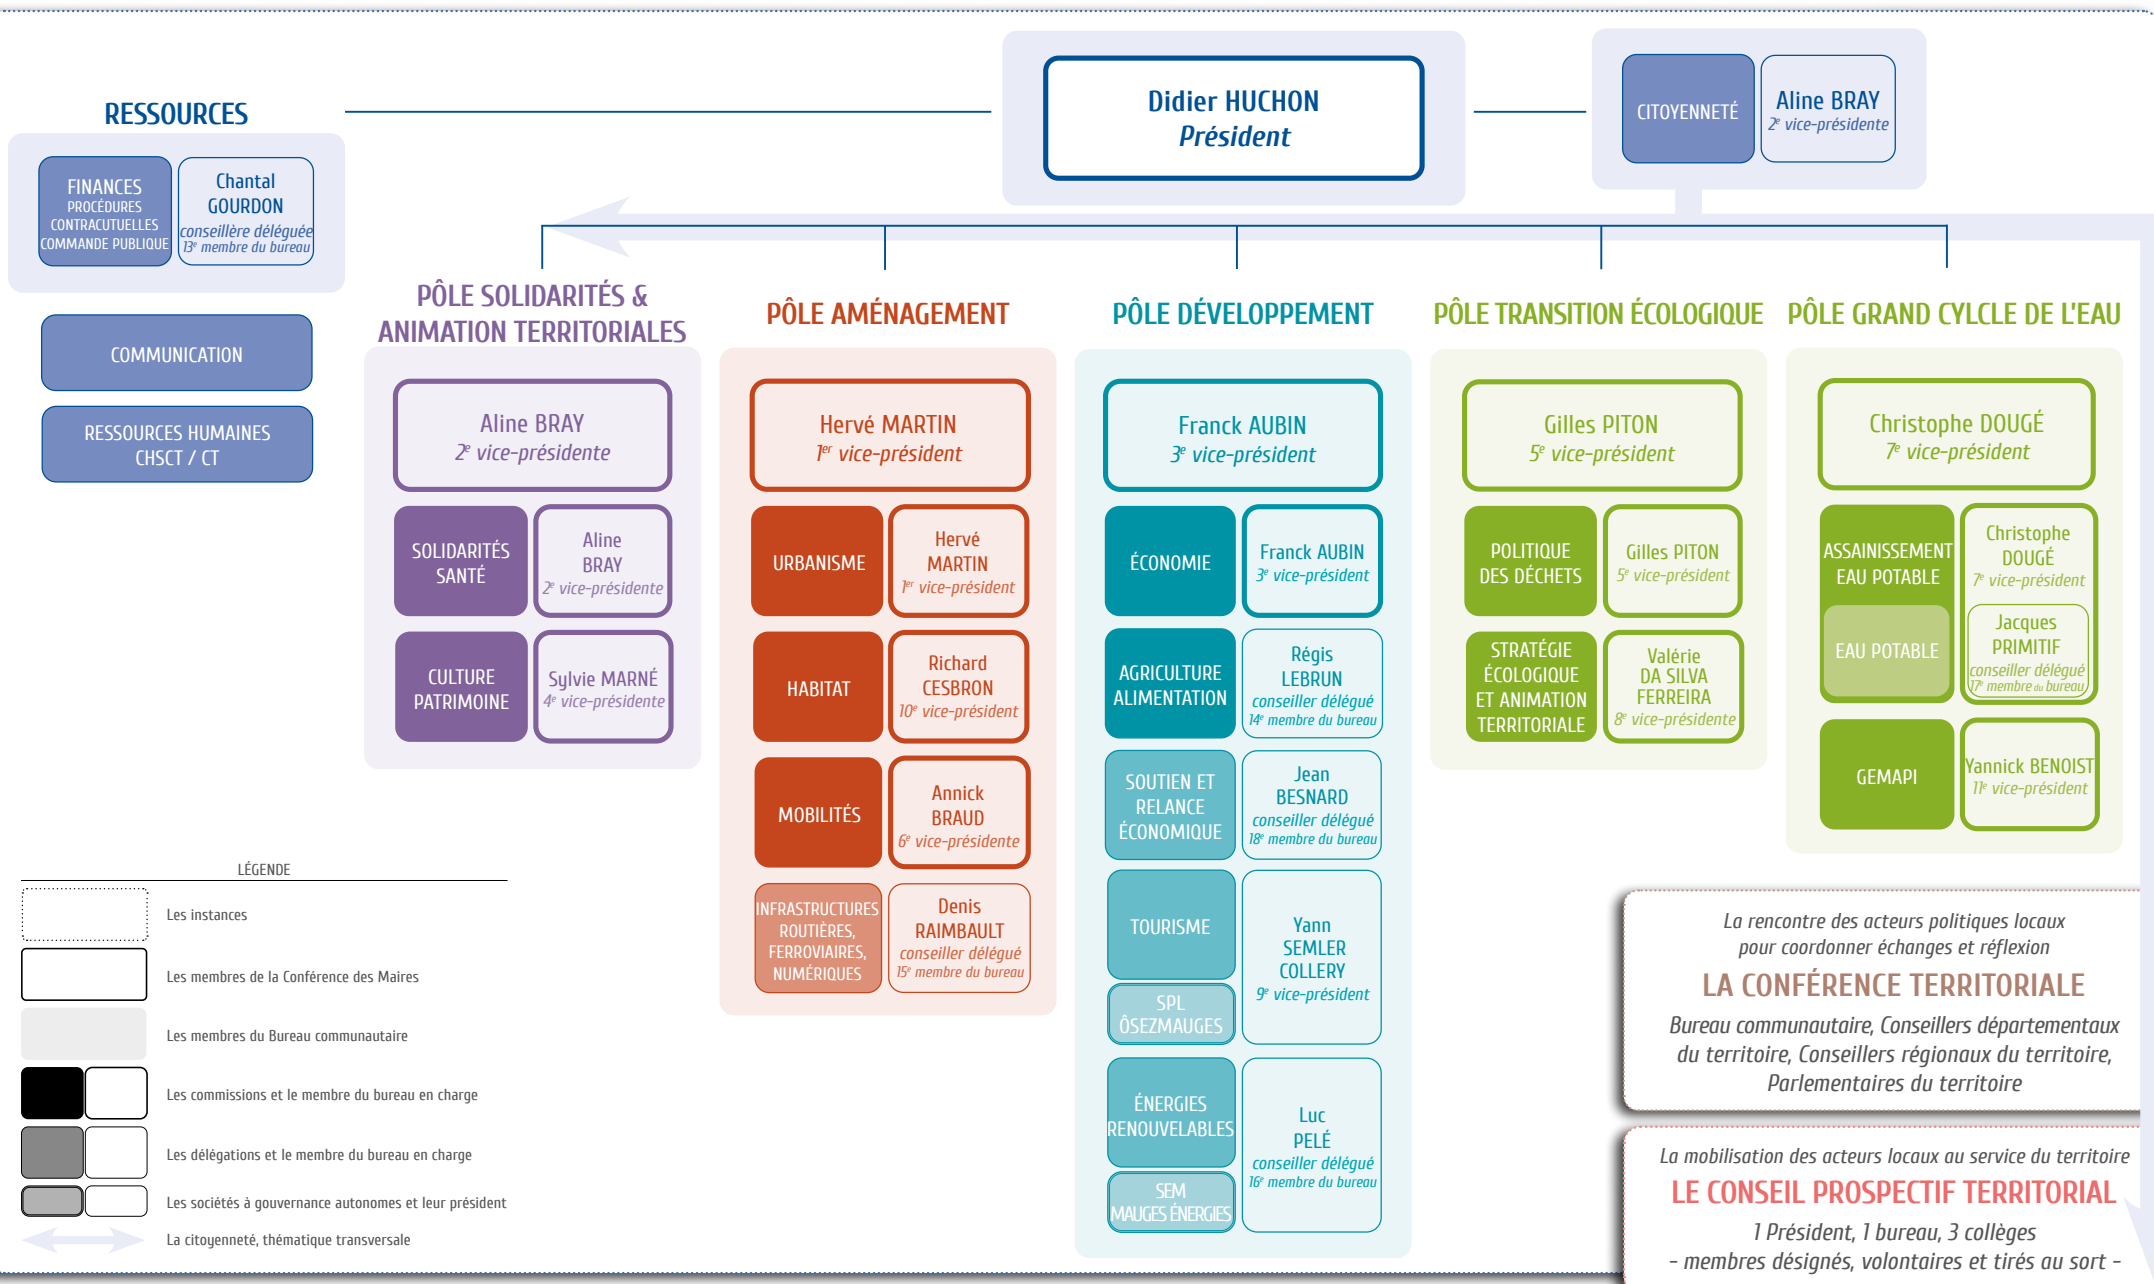 Didier HUCHON
Président
CITOYENNETÉ
Aline BRAY
2e vice-présidente
RESSOURCES
FINANCES
PROCÉDURES
CONTRACUTUELLES
COMMANDE PUBLIQUE
Chantal
GOURDON
conseillère déléguée
13e membre du bureau
COMMUNICATION
RESSOURCES HUMAINES
CHSCT / CT
PÔLE SOLIDARITÉS &
ANIMATION TERRITORIALES
Aline BRAY
2e vice-présidente
SOLIDARITÉS
SANTÉ
Aline
BRAY
2e vice-présidente
CULTURE
PATRIMOINE
Sylvie MARNÉ
4e vice-présidente
PÔLE AMÉNAGEMENT
Hervé MARTIN
1er vice-président
URBANISME
Hervé
MARTIN
1er vice-président
HABITAT
Richard
CESBRON
10e vice-président
MOBILITÉS
Annick
BRAUD
6e vice-présidente
INFRASTRUCTURES
ROUTIÈRES,
FERROVIAIRES,
NUMÉRIQUES
Denis
RAIMBAULT
conseiller délégué
15e membre du bureau
PÔLE DÉVELOPPEMENT
Franck AUBIN
3e vice-président
ÉCONOMIE
Franck AUBIN
3e vice-président
AGRICULTURE
ALIMENTATION
Régis
LEBRUN
conseiller délégué
14e membre du bureau
SOUTIEN ET
RELANCE
ÉCONOMIQUE
Jean
BESNARD
conseiller délégué
18e membre du bureau
TOURISME
SPL
ÔSEZMAUGES
Yann
SEMLER
COLLERY
9e vice-président
ÉNERGIES
RENOUVELABLES
SEM
MAUGES ÉNERGIES
Luc
PELÉ
conseiller délégué
16e membre du bureau
PÔLE TRANSITION ÉCOLOGIQUE
Gilles PITON
5e vice-président
POLITIQUE
DES DÉCHETS
Gilles PITON
5e vice-président
STRATÉGIE
ÉCOLOGIQUE
ET ANIMATION
TERRITORIALE
Valérie
DA SILVA
FERREIRA
8e vice-présidente
PÔLE GRAND CYLCLE DE L'EAU
Christophe DOUGÉ
7e vice-président
ASSAINISSEMENT
EAU POTABLE
Christophe
DOUGÉ
7e vice-président
EAU POTABLE
Jacques
PRIMITIF
conseiller délégué
17e membre du bureau
GEMAPI
Yannick BENOIST
11e vice-président
LÉGENDE
Les instances
Les membres de la Conférence des Maires
Les membres du Bureau communautaire
Les commissions et le membre du bureau en charge
Les délégations et le membre du bureau en charge
Les sociétés à gouvernance autonomes et leur président
La citoyenneté, thématique transversale
La rencontre des acteurs politiques locaux
pour coordonner échanges et réflexion
LA CONFÉRENCE TERRITORIALE
Bureau communautaire, Conseillers départementaux
du territoire, Conseillers régionaux du territoire,
Parlementaires du territoire
La mobilisation des acteurs locaux au service du territoire
LE CONSEIL PROSPECTIF TERRITORIAL
1 Président, 1 bureau, 3 collèges
- membres désignés, volontaires et tirés au sort -